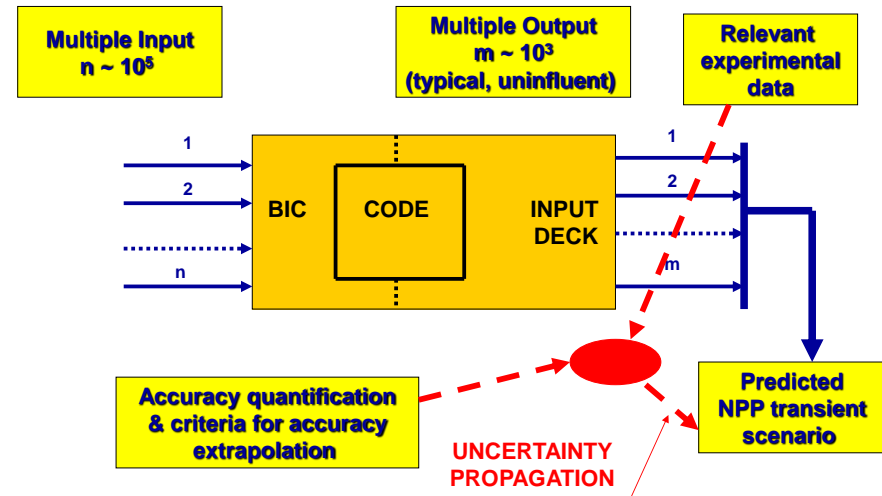 Multiple Input
n ~ 10⁵
Multiple Output
m ~ 10³
(typical, uninfluent)
Relevant
experimental
data
1
2
n
BIC
CODE
INPUT
DECK
1
2
m
Accuracy quantification
& criteria for accuracy
extrapolation
UNCERTAINTY
PROPAGATION
Predicted
NPP transient
scenario